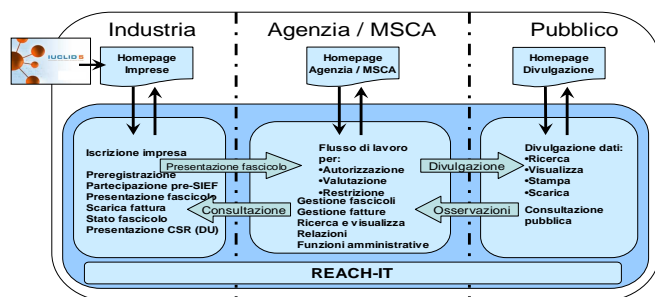 Industria
Agenzia / MSCA
Pubblico
IUCLID 5
Homepage
Imprese
Homepage
Agenzia / MSCA
Homepage
Divulgazione
Iscrizione impresa
Preregistrazione
Partecipazione pre-SIEF
Presentazione fascicolo
Scarica fattura
Stato fascicolo
Presentazione CSR (DU)
Presentazione fascicolo
Consultazione
Flusso di lavoro
per:
•Autorizzazione
•Valutazione
•Restrizione
Gestione fascicoli
Gestione fatture
Ricerca e visualizza
Relazioni
Funzioni amministrative
Divulgazione
Osservazioni
Divulgazione dati:
•Ricerca
•Visualizza
•Stampa
•Scarica
Consultazione
pubblica
REACH-IT